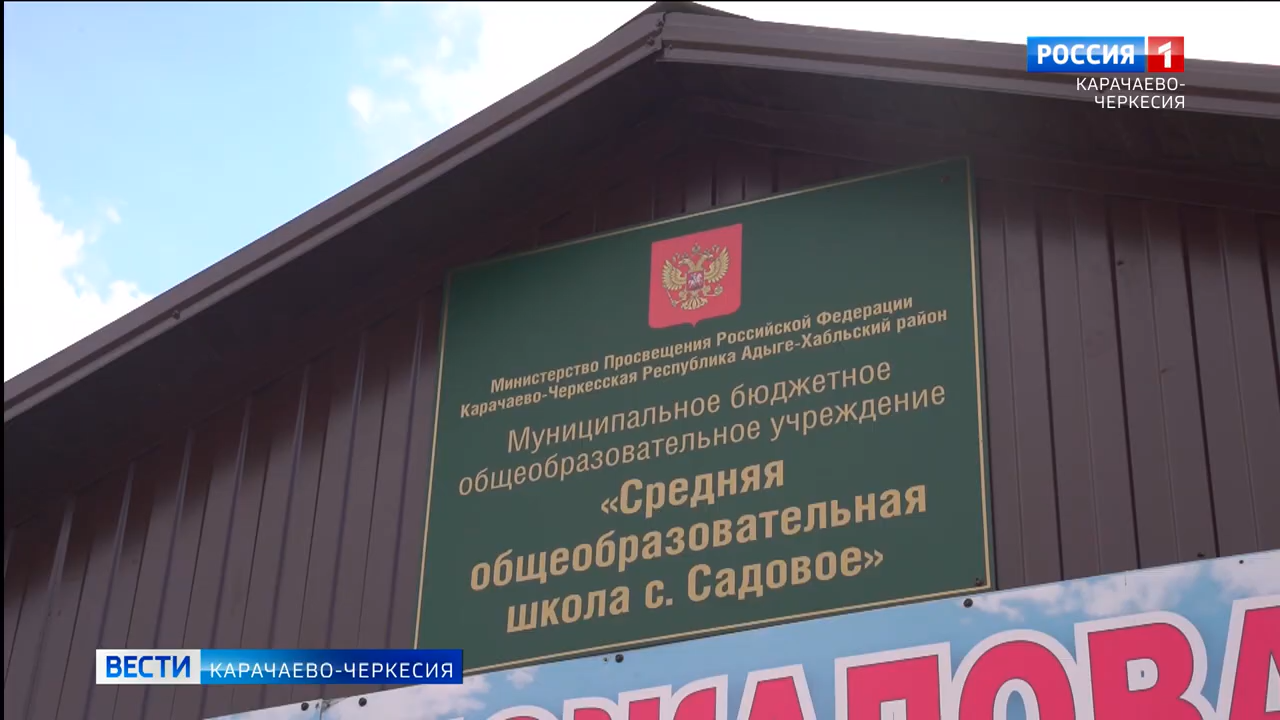 РОССИЯ 1
КАРАЧАЕВО-
ЧЕРКЕСИЯ
Министерство Просвещения Российской Федерации
Карачаево-Черкесская Республика Адыге-Хабльский район
Муниципальное бюджетное
общеобразовательное учреждение
«Средняя
общеобразовательная
школа с. Садовое»
ВЕСТИ КАРАЧАЕВО-ЧЕРКЕСИЯ